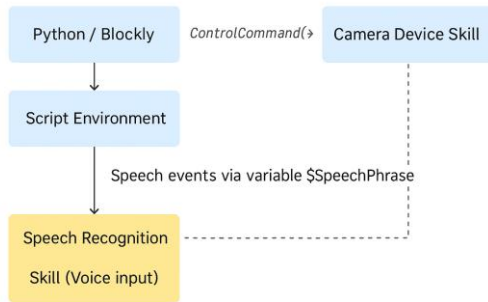 Python / Blockly
ControlCommand(
Camera Device Skill
Script Environment
Speech events via variable $SpeechPhrase
Speech Recognition
Skill (Voice input)